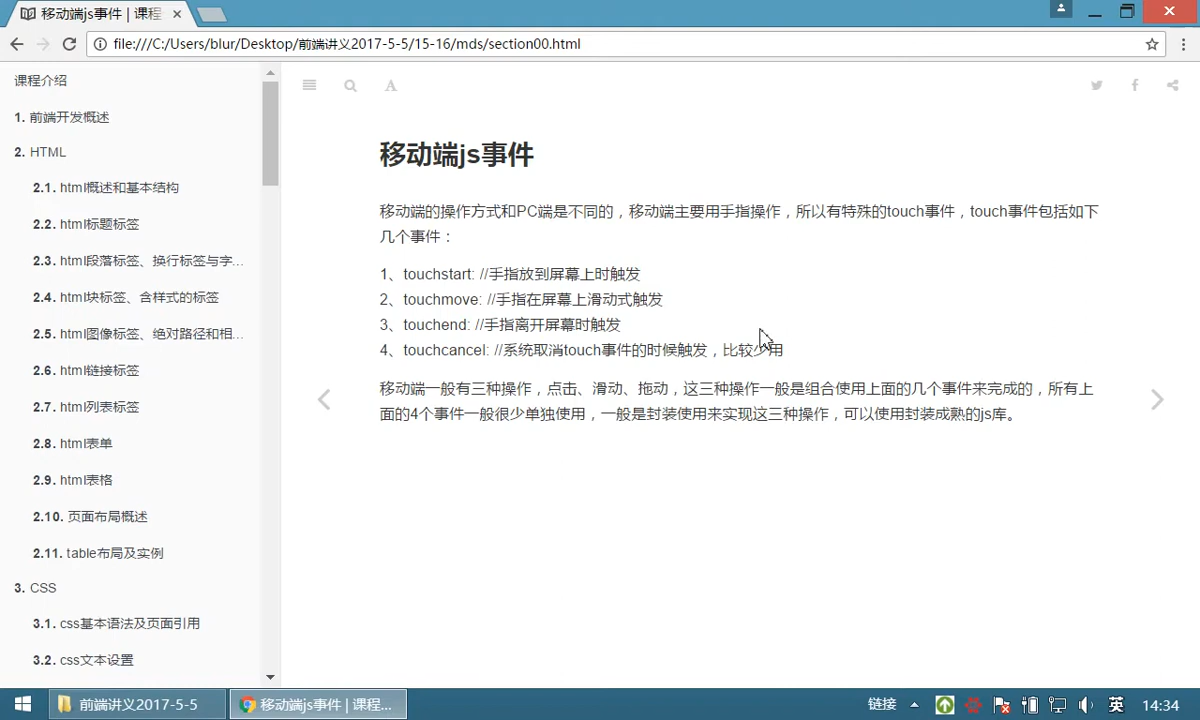 移动端js事件 | 课程
file:///C:/Users/blur/Desktop/前端讲义2017-5-5/15-16/mds/section00.html
课程介绍
1. 前端开发概述
2. HTML
2.1. html概述和基本结构
2.2. html标题标签
2.3. html段落标签、换行标签与字...
2.4. html块标签、含样式的标签
2.5. html图像标签、绝对路径和相...
2.6. html链接标签
2.7. html列表标签
2.8. html表单
2.9. html表格
2.10. 页面布局概述
2.11. table布局及实例
3. CSS
3.1. css基本语法及页面引用
3.2. css文本设置
A
移动端js事件
移动端的操作方式和PC端是不同的，移动端主要用手指操作，所以有特殊的touch事件，touch事件包括如下
几个事件：
1、touchstart: //手指放到屏幕上时触发
2、touchmove: //手指在屏幕上滑动式触发
3、touchend: //手指离开屏幕时触发
4、touchcancel: //系统取消touch事件的时候触发，比较少用
移动端一般有三种操作，点击、滑动、拖动，这三种操作一般是组合使用上面的几个事件来完成的，所有上
面的4个事件一般很少单独使用，一般是封装使用来实现这三种操作，可以使用封装成熟的js库。
前端讲义2017-5-5
移动端js事件 | 课程...
链接
英
14:34